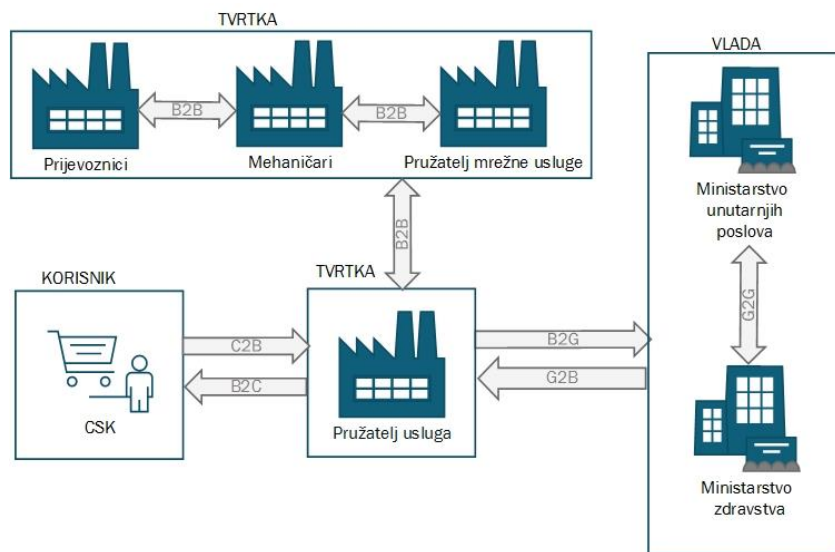 TVRTKA
B2B
B2B
Prijevoznici
Mehaničari
Pružatelj mrežne usluge
VLADA
Ministarstvo
unutarnjih
poslova
B2B
G2G
KORISNIK
TVRTKA
C2B
B2C
CSK
Pružatelj usluga
B2G
G2B
Ministarstvo
zdravstva